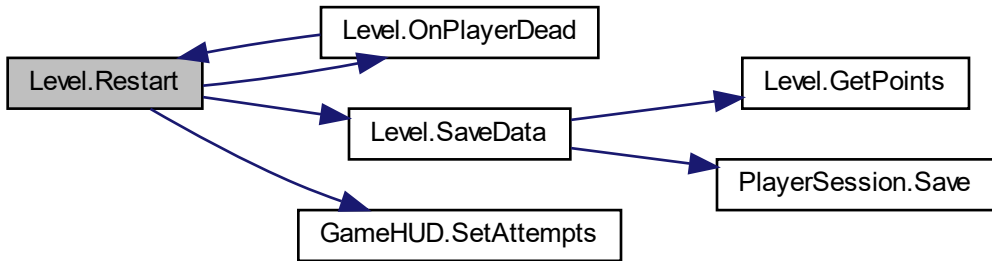 Level.Restart
Level.OnPlayerDead
Level.SaveData
GameHUD.SetAttempts
Level.GetPoints
PlayerSession.Save